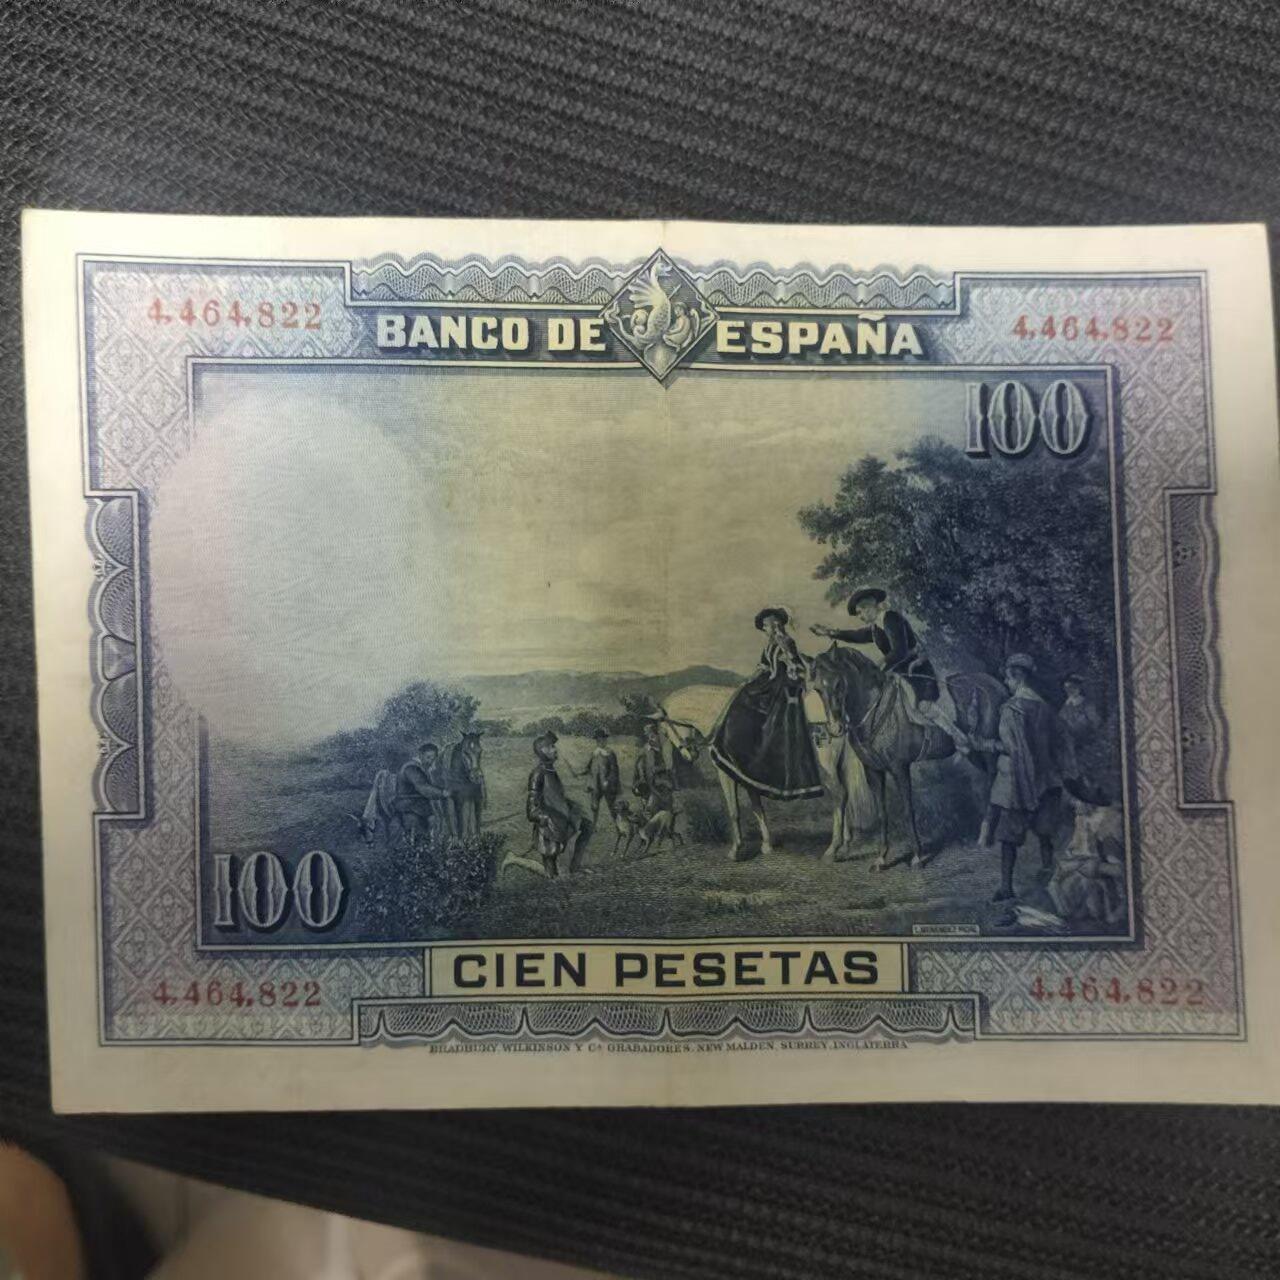 4,464,822
4,464,822
BANCO DE ESPAÑA
100
100
CIEN PESETAS
4,464,822
4,464,822
BRADBURY, WILKINSON Y Cª GRABADORES. NEW MALDEN, SURREY, INGLATERRA